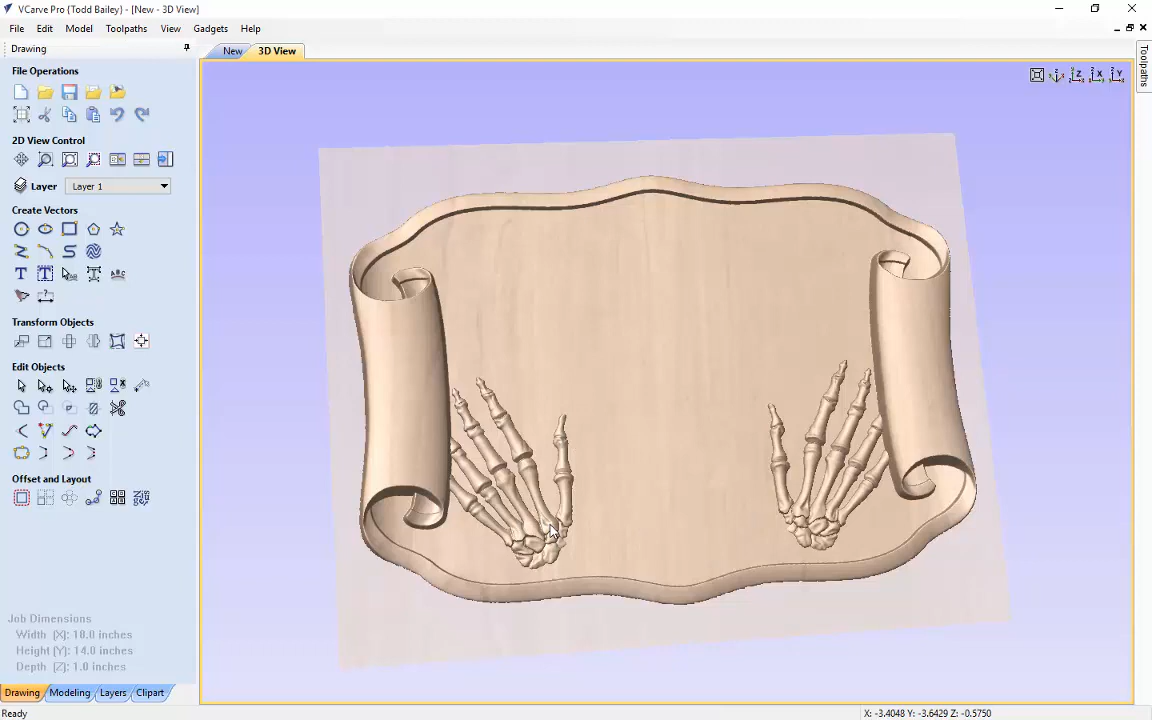 VCarve Pro {Todd Bailey} - [New - 3D View]
File Edit Model Toolpaths View Gadgets Help
Drawing
New 3D View
Toolpaths
File Operations
2D View Control
Layer Layer 1
Create Vectors
Transform Objects
Edit Objects
Offset and Layout
Job Dimensions
Width (X): 18.0 inches
Height (Y): 14.0 inches
Depth (Z): 1.0 inches
Drawing Modeling Layers Clipart
Ready
X: -3.4048 Y: -3.6429 Z: -0.5750